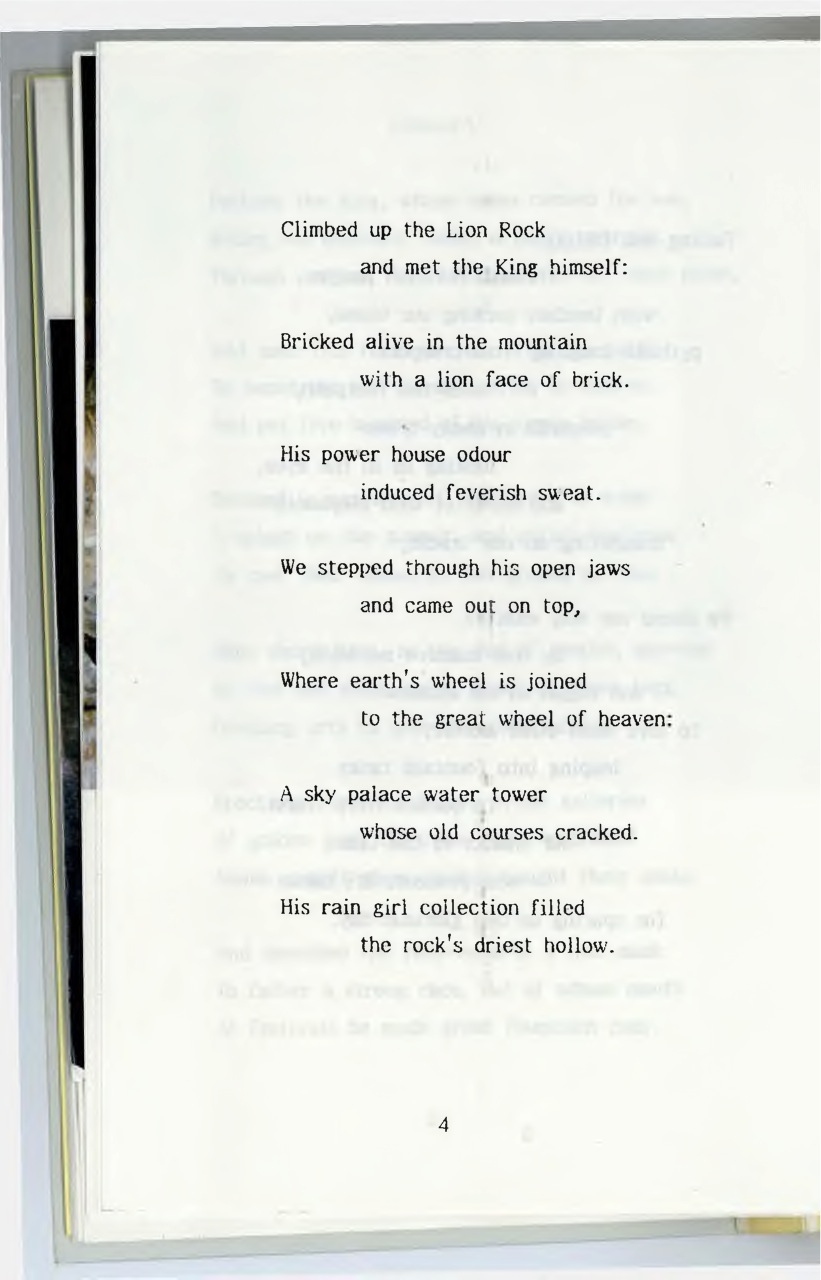 Climbed up the Lion Rock
and met the King himself:
Bricked alive in the mountain
with a lion face of brick.
His power house odour
induced feverish sweat.
We stepped through his open jaws
and came out on top,
Where earth's wheel is joined
to the great wheel of heaven:
A sky palace water tower
whose old courses cracked.
His rain girl collection filled
the rock's driest hollow.
4